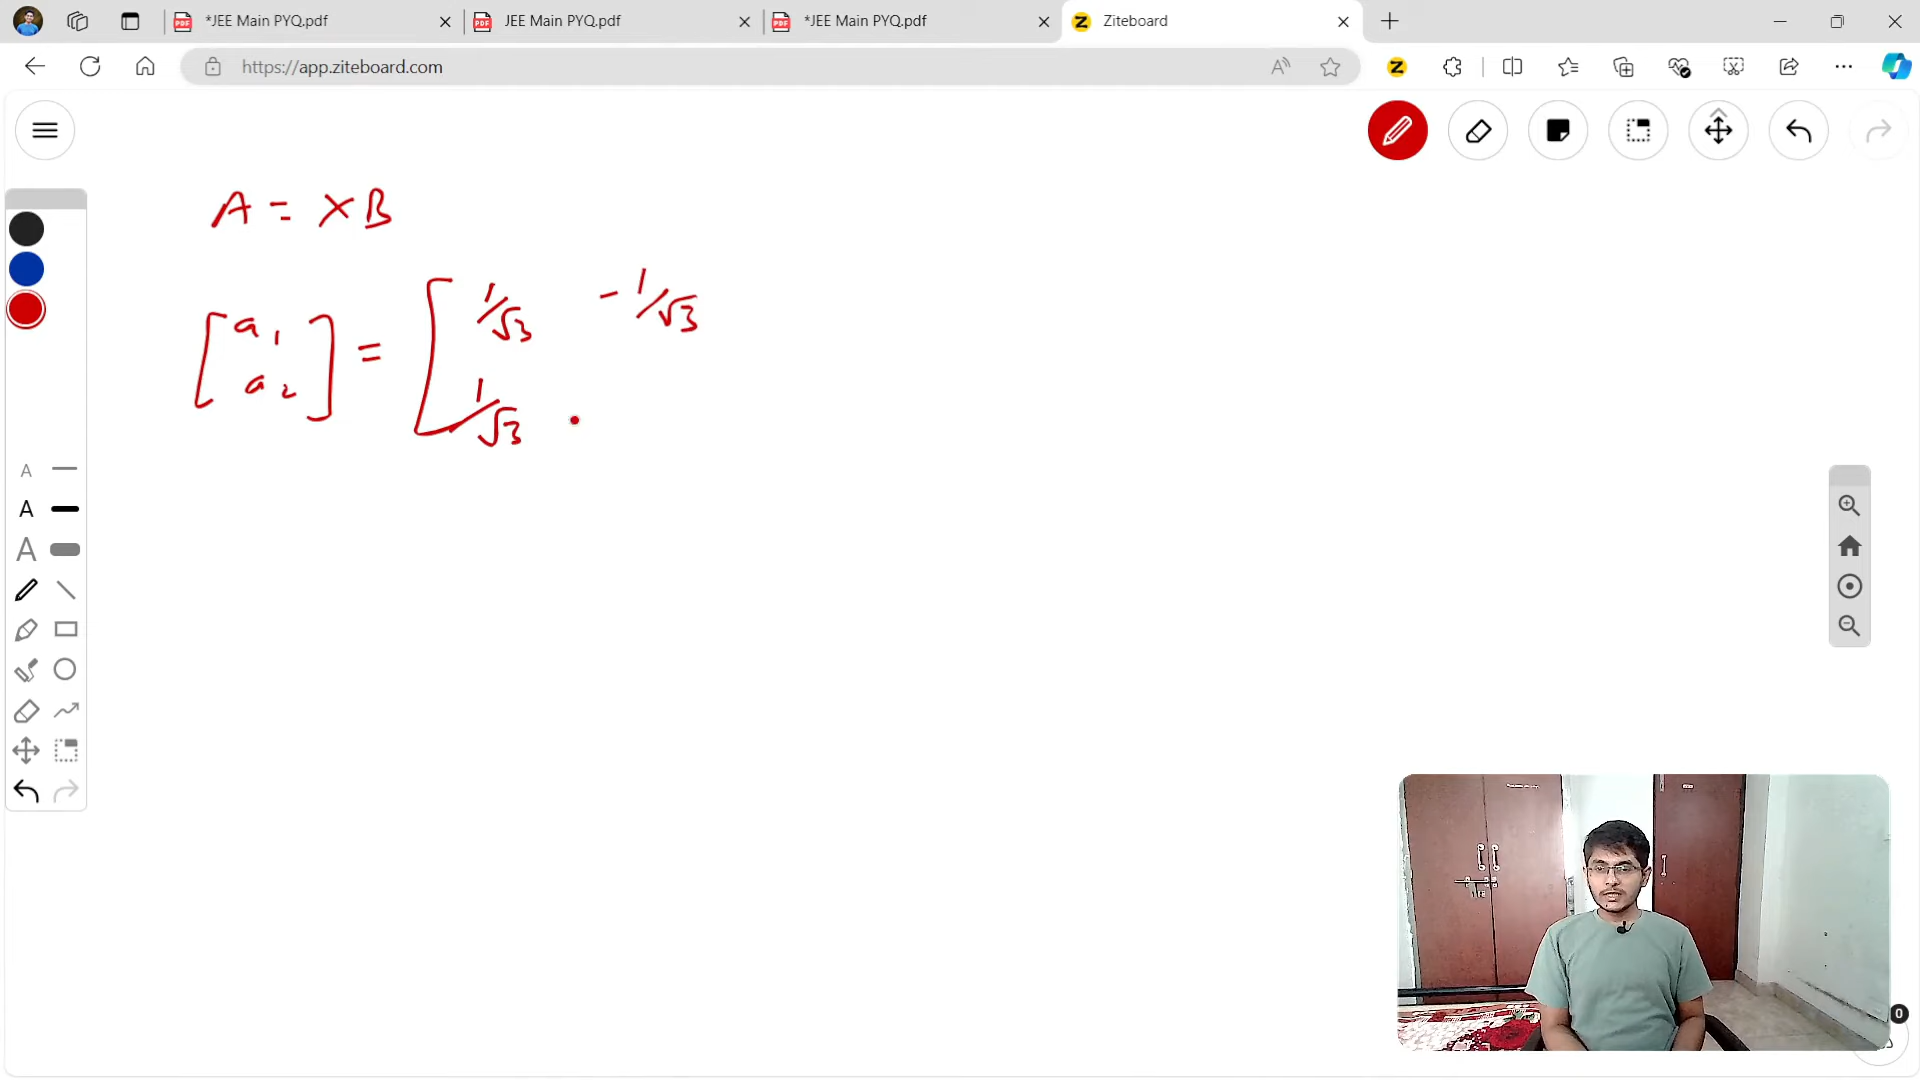 *JEE Main PYQ.pdf
JEE Main PYQ.pdf
*JEE Main PYQ.pdf
Ziteboard
https://app.ziteboard.com
A = XB
[a₁ a₂] = [1/√3 -1/√3
1/√3
A
A
A
0